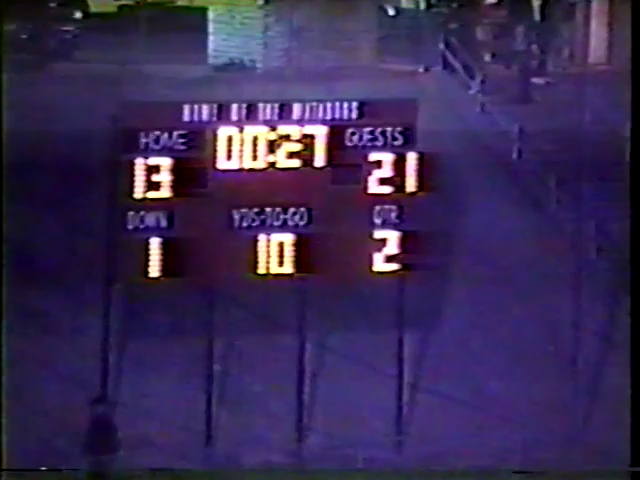 HOME OF THE MATADORS
HOME 00:27 GUESTS
13 21
DOWN YDS-TO-GO QTR
1 10 2